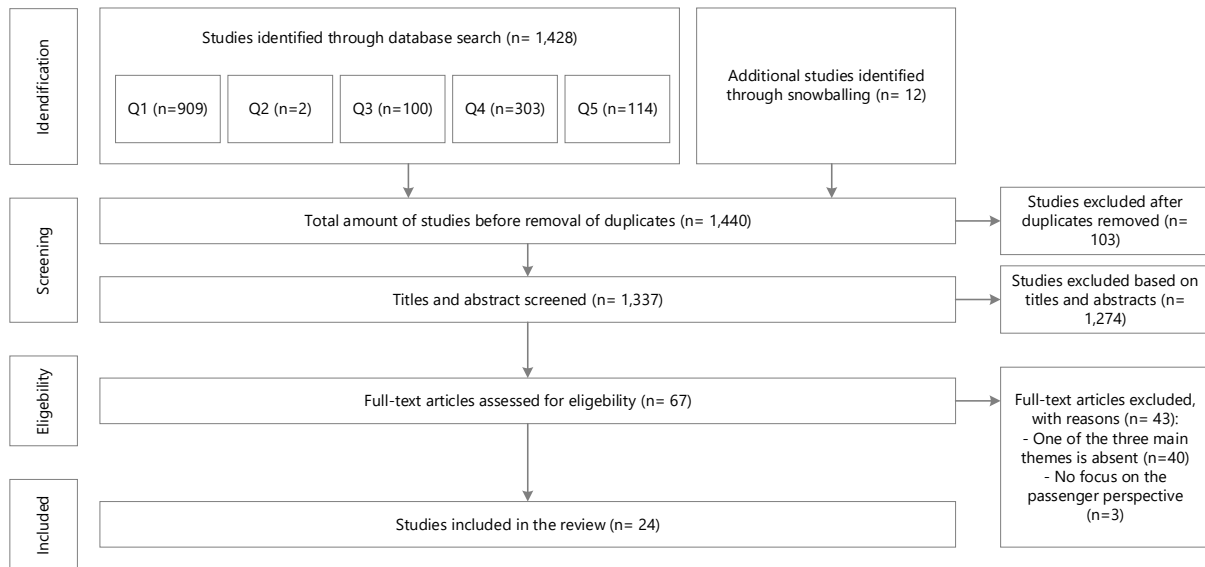 Idendification
Studies identified through database search (n= 1,428)
Q1 (n=909)
Q2 (n=2)
Q3 (n=100)
Q4 (n=303)
Q5 (n=114)
Additional studies identified
through snowballing (n= 12)
Screening
Total amount of studies before removal of duplicates (n= 1,440)
Studies excluded after
duplicates removed (n=
103)
Titles and abstract screened (n= 1,337)
Studies excluded based on
titles and abstracts (n=
1,274)
Eligebility
Full-text articles assessed for eligebility (n= 67)
Full-text articles excluded,
with reasons (n= 43):
- One of the three main
themes is absent (n=40)
- No focus on the
passenger perspective
(n=3)
Included
Studies included in the review (n= 24)